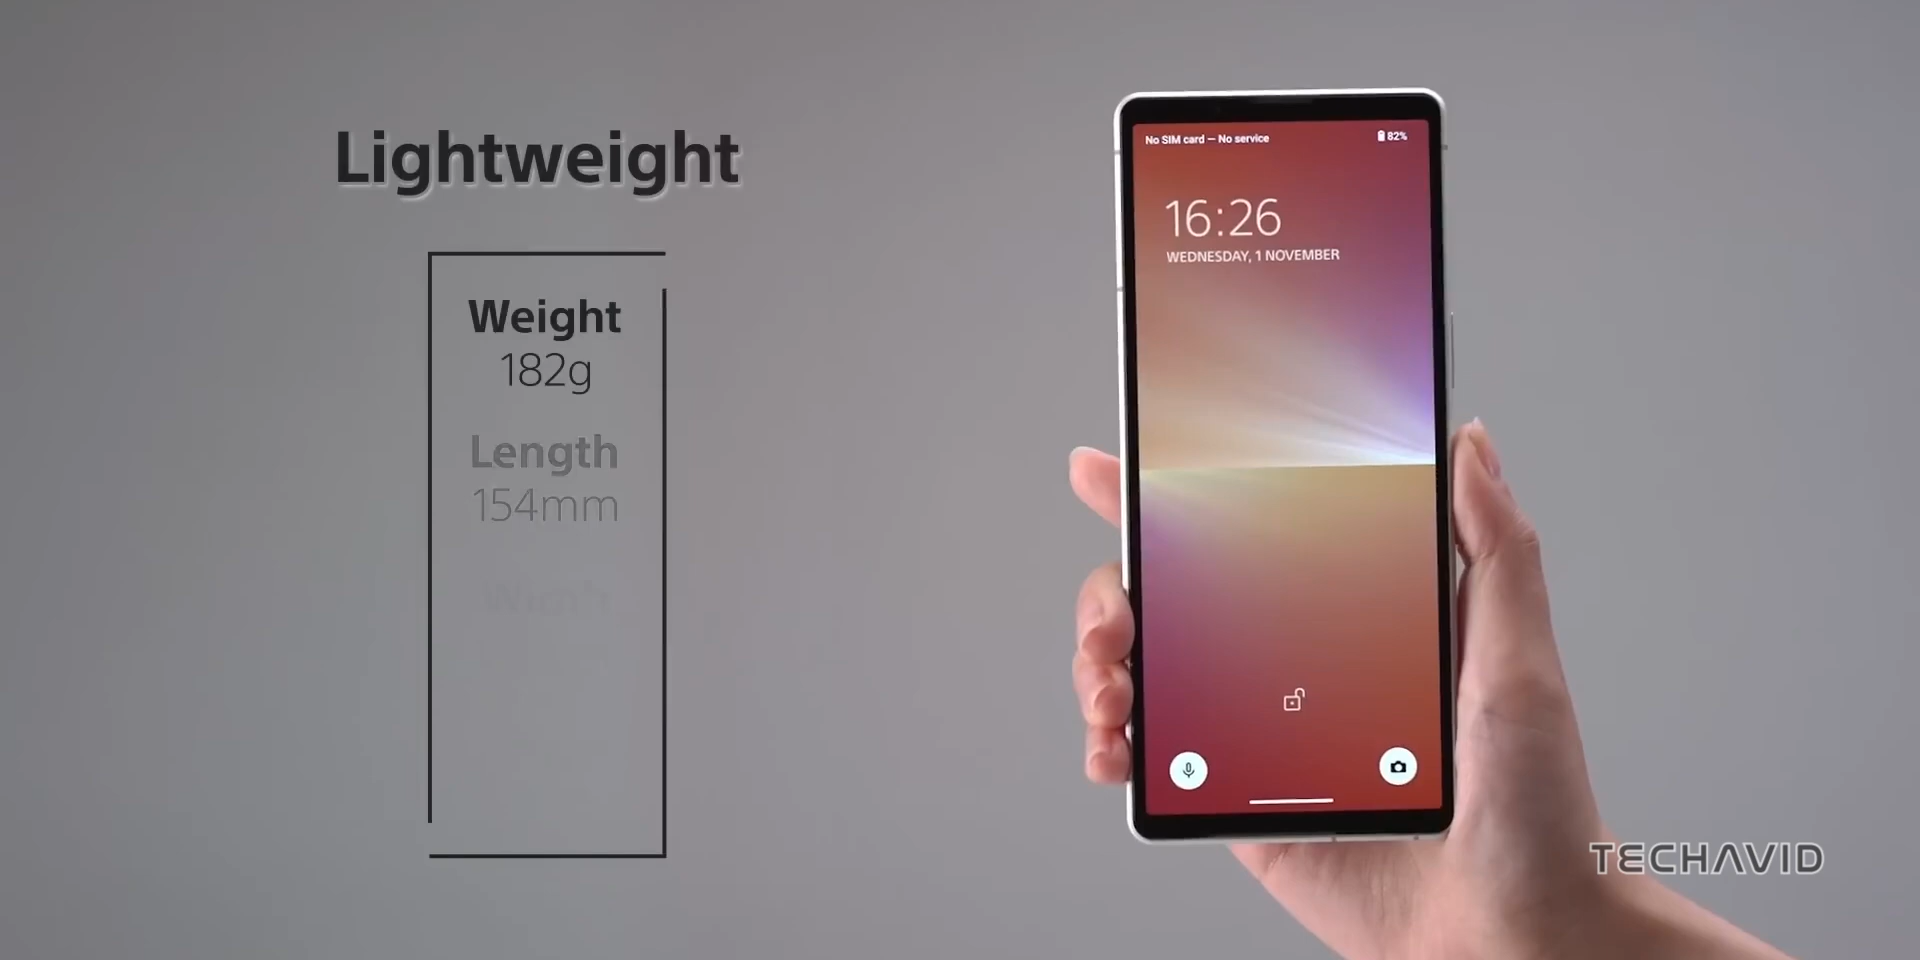 Lightweight
Weight
182g
Length
154mm
No SIM card — No service
82%
16:26
WEDNESDAY, 1 NOVEMBER
TECHAVID